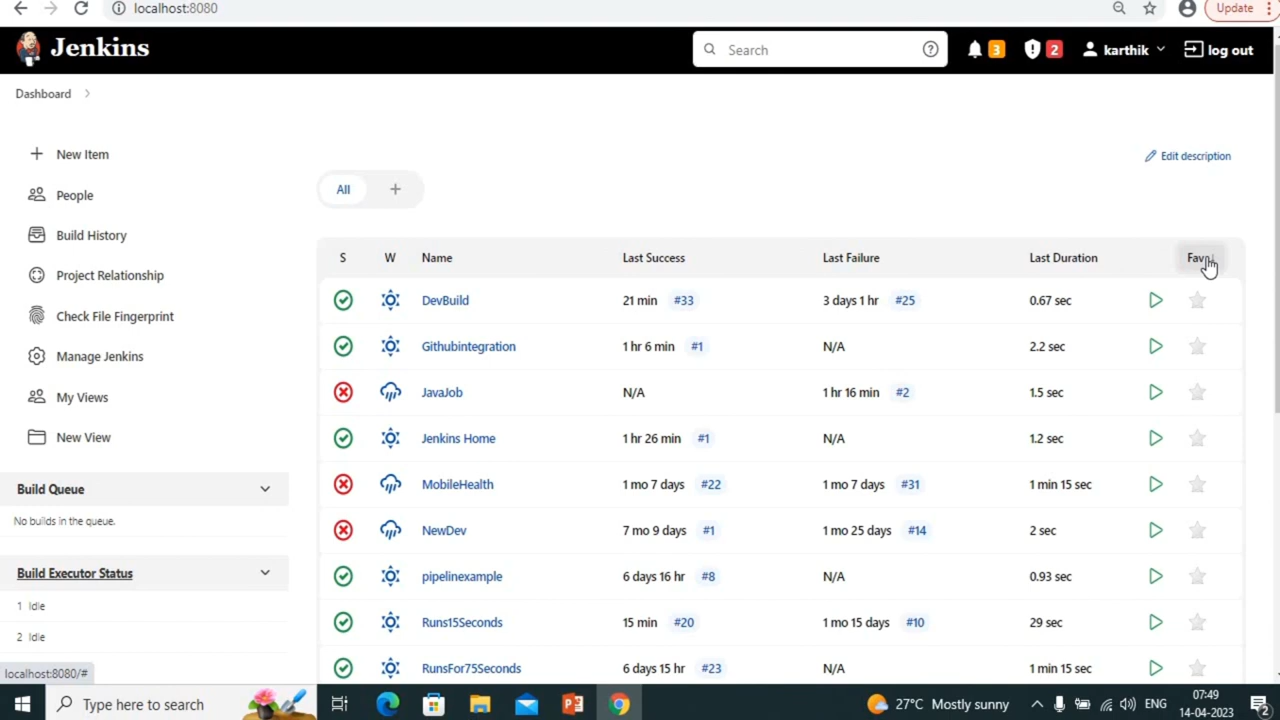 localhost:8080
Update
Jenkins
Search
3
2
karthik
log out
Dashboard
New Item
People
Build History
Project Relationship
Check File Fingerprint
Manage Jenkins
My Views
New View
Build Queue
No builds in the queue.
Build Executor Status
1 Idle
2 Idle
localhost:8080/#
Edit description
All +
S W Name Last Success Last Failure Last Duration
DevBuild 21 min #33 3 days 1 hr #25 0.67 sec
Githubintegration 1 hr 6 min #1 N/A 2.2 sec
JavaJob N/A 1 hr 16 min #2 1.5 sec
Jenkins Home 1 hr 26 min #1 N/A 1.2 sec
MobileHealth 1 mo 7 days #22 1 mo 7 days #31 1 min 15 sec
NewDev 7 mo 9 days #1 1 mo 25 days #14 2 sec
pipelinexample 6 days 16 hr #8 N/A 0.93 sec
Runs15Seconds 15 min #20 1 mo 15 days #10 29 sec
RunsFor75Seconds 6 days 15 hr #23 N/A 1 min 15 sec
Type here to search
27°C Mostly sunny
ENG
07:49
14-04-2023
2